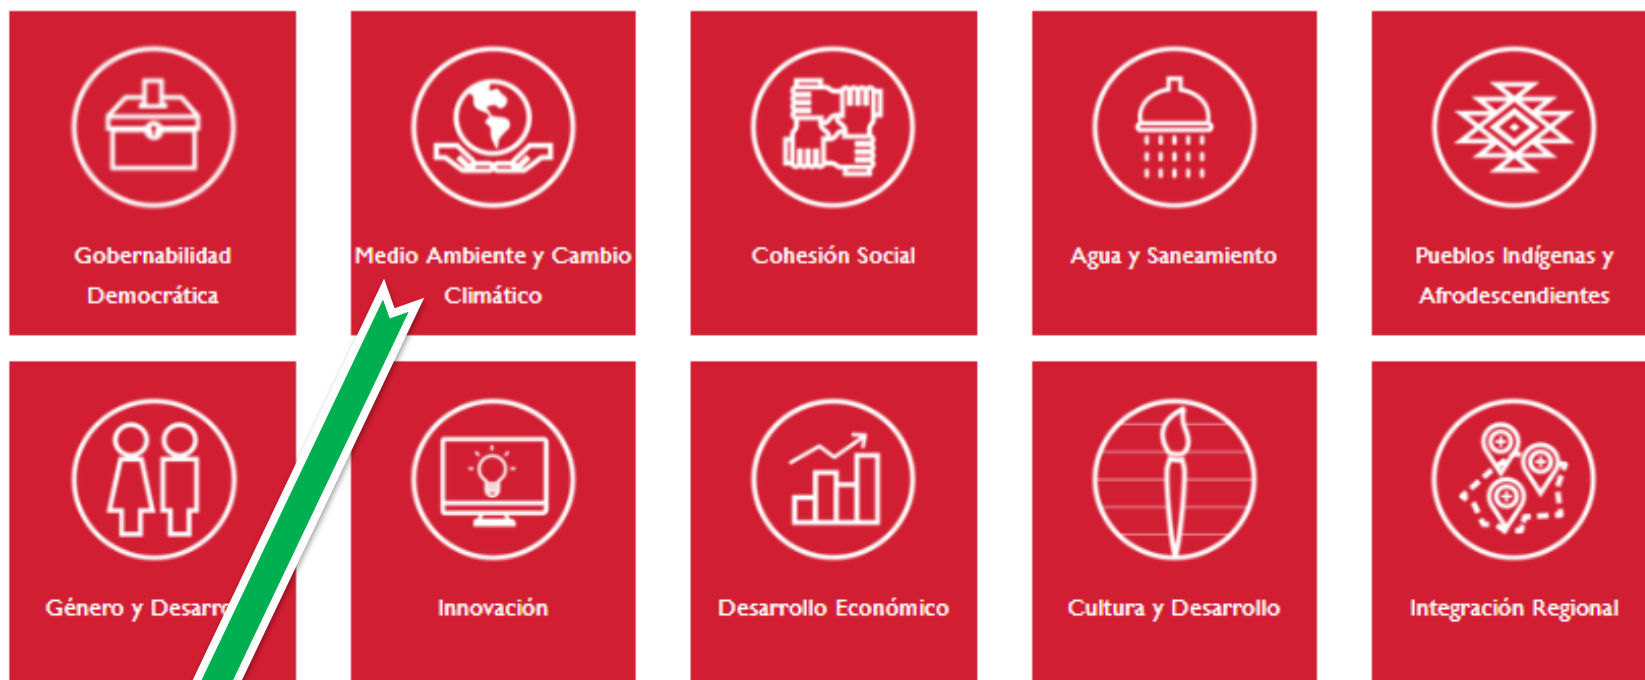 Gobernabilidad
Democrática
Medio Ambiente y Cambio
Climático
Cohesión Social
Agua y Saneamiento
Pueblos Indígenas y
Afrodescendientes
Género y
Innovación
Desarrollo Económico
Cultura y Desarrollo
Integración Regional